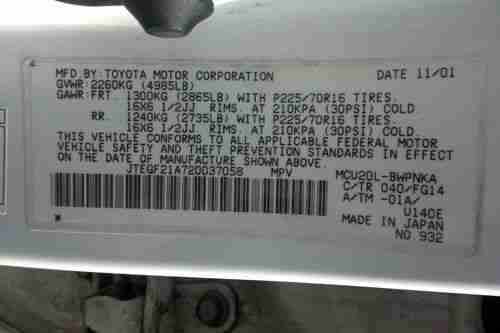 MFD.BY:TOYOTA MOTOR CORPORATION DATE 11/01
GVWR:2260KG (4985LB)
GAWR:FRT. 1300KG (2865LB) WITH P225/70R16 TIRES.
16X6 1/2JJ RIMS. AT 210KPA (30PSI) COLD
RR. 1240KG (2735LB) WITH P225/70R16 TIRES.
16X6 1/2JJ RIMS. AT 210KPA (30PSI) COLD
THIS VEHICLE CONFORMS TO ALL APPLICABLE FEDERAL MOTOR
VEHICLE SAFETY AND THEFT PREVENTION STANDARDS IN EFFECT
ON THE DATE OF MANUFACTURE SHOWN ABOVE.
JTEGF21A720037058 MPV MCU20L-BWPNKA
C/TR 040/FG14
A/TM -01A/
U140E
MADE IN JAPAN
NO.932